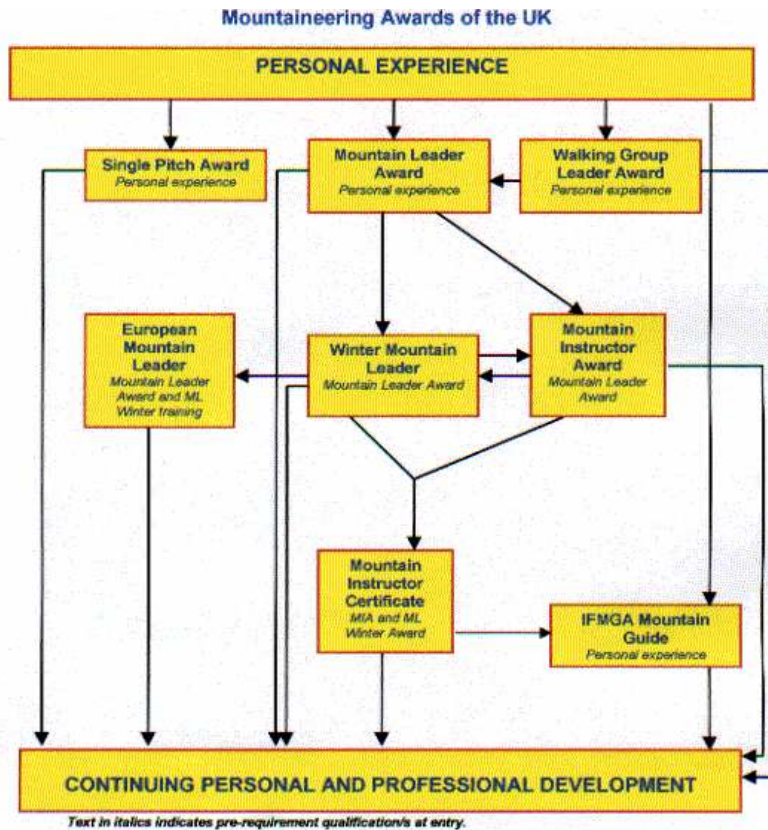 Mountaineering Awards of the UK
PERSONAL EXPERIENCE
Single Pitch Award
Personal experience
Mountain Leader
Award
Personal experience
Walking Group
Leader Award
Personal experience
European
Mountain
Leader
Mountain Leader
Award and ML
Winter training
Winter Mountain
Leader
Mountain Leader Award
Mountain
Instructor
Award
Mountain Leader
Award
Mountain
Instructor
Certificate
MIA and ML
Winter Award
IFMGA Mountain
Guide
Personal experience
CONTINUING PERSONAL AND PROFESSIONAL DEVELOPMENT
Text in italics indicates pre-requirement qualification/s at entry.